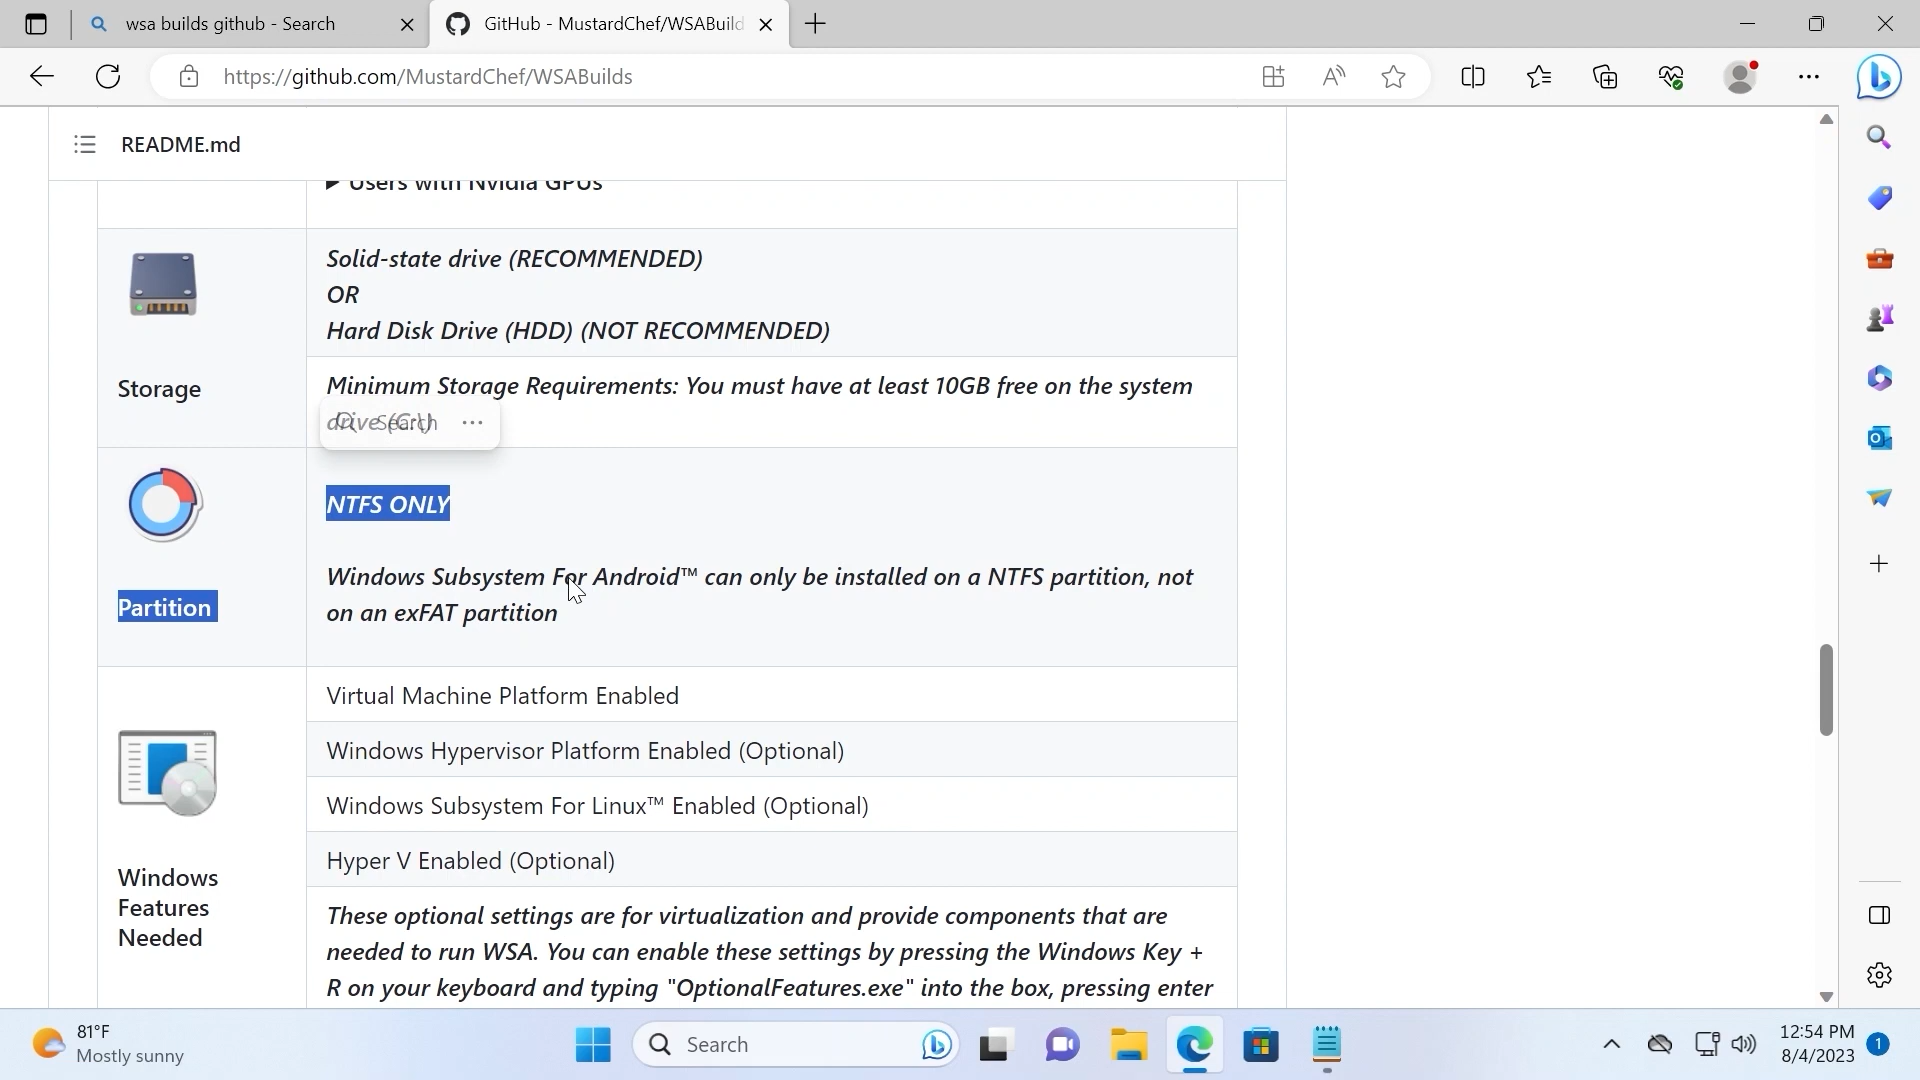 wsa builds github - Search
GitHub - MustardChef/WSABuild
https://github.com/MustardChef/WSABuilds
README.md
Users with Nvidia GPUs
Storage
Solid-state drive (RECOMMENDED)
OR
Hard Disk Drive (HDD) (NOT RECOMMENDED)
Minimum Storage Requirements: You must have at least 10GB free on the system
drive (C:\)
Search
Partition
NTFS ONLY
Windows Subsystem For Android™ can only be installed on a NTFS partition, not
on an exFAT partition
Windows
Features
Needed
Virtual Machine Platform Enabled
Windows Hypervisor Platform Enabled (Optional)
Windows Subsystem For Linux™ Enabled (Optional)
Hyper V Enabled (Optional)
These optional settings are for virtualization and provide components that are
needed to run WSA. You can enable these settings by pressing the Windows Key +
R on your keyboard and typing "OptionalFeatures.exe" into the box, pressing enter
81°F
Mostly sunny
Search
12:54 PM
8/4/2023
1